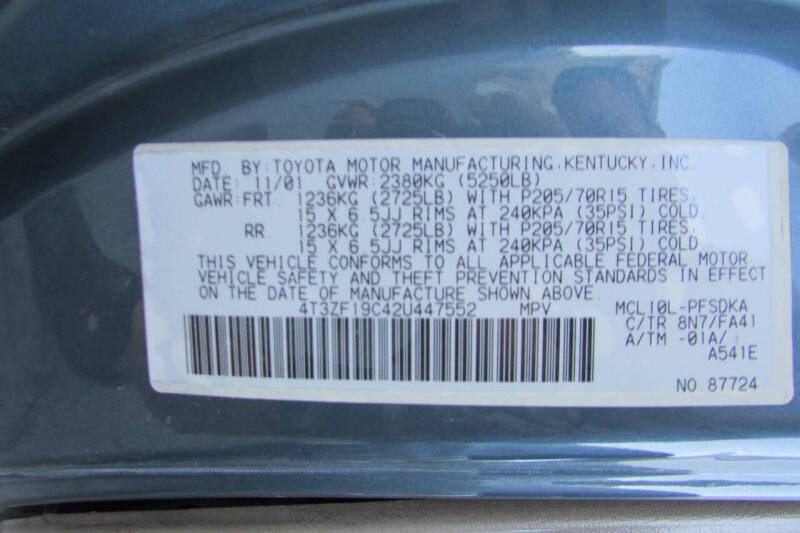 MFD. BY: TOYOTA MOTOR MANUFACTURING, KENTUCKY, INC.
DATE: 11/01 GVWR: 2380KG (5250LB)
GAWR: FRT. 1236KG (2725LB) WITH P205/70R15 TIRES,
15 X 6.5JJ RIMS AT 240KPA (35PSI) COLD.
RR. 1236KG (2725LB) WITH P205/70R15 TIRES,
15 X 6.5JJ RIMS AT 240KPA (35PSI) COLD.
THIS VEHICLE CONFORMS TO ALL APPLICABLE FEDERAL MOTOR
VEHICLE SAFETY AND THEFT PREVENTION STANDARDS IN EFFECT
ON THE DATE OF MANUFACTURE SHOWN ABOVE.
4T3ZF19C42U447552 MPV MCL10L-PFSDKA
C/TR 8N7/FA41
A/TM -01A/
A541E
NO.87724